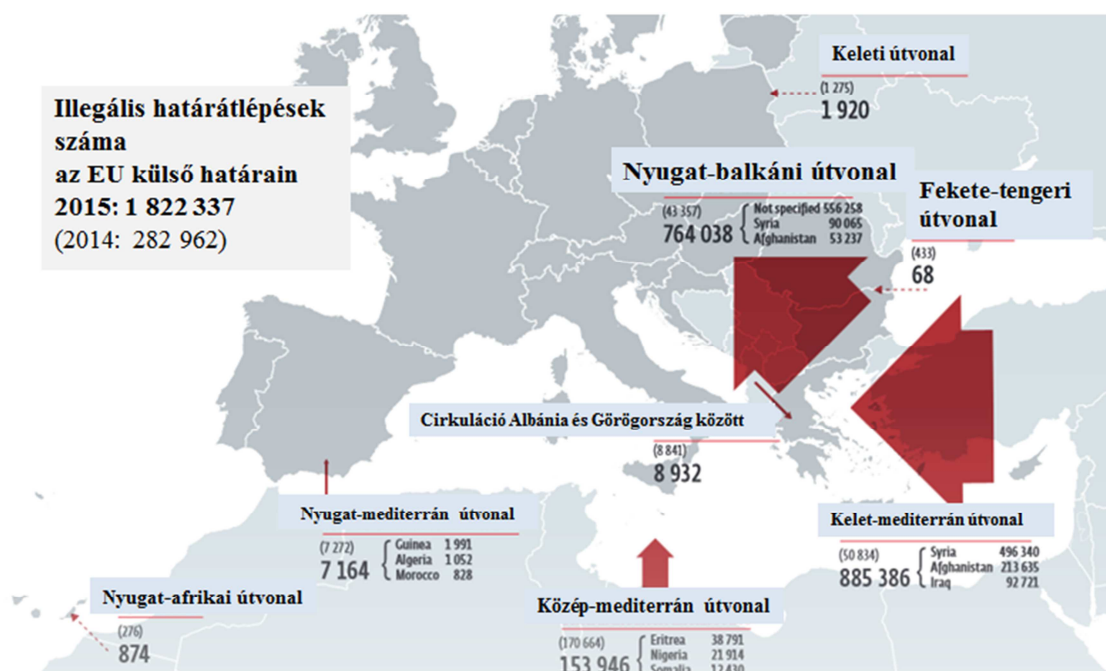 Illegális határátlépések
száma
az EU külső határain
2015: 1 822 337
(2014: 282 962)
Keleti útvonal
(1 275)
1 920
Nyugat-balkáni útvonal
(43 357)
764 038
Not specified 556 258
Syria 90 065
Afghanistan 53 237
Fekete-tengeri
útvonal
(433)
68
Cirkuláció Albánia és Görögország között
(8 841)
8 932
Nyugat-mediterrán útvonal
(7 272)
7 164
Guinea 1 991
Algeria 1 052
Morocco 828
Kelet-mediterrán útvonal
(50 834)
885 386
Syria 496 340
Afghanistan 213 635
Iraq 92 721
Nyugat-afrikai útvonal
(276)
874
Közép-mediterrán útvonal
(170 664)
153 946
Eritrea 38 791
Nigeria 21 914
Somalia 12 430